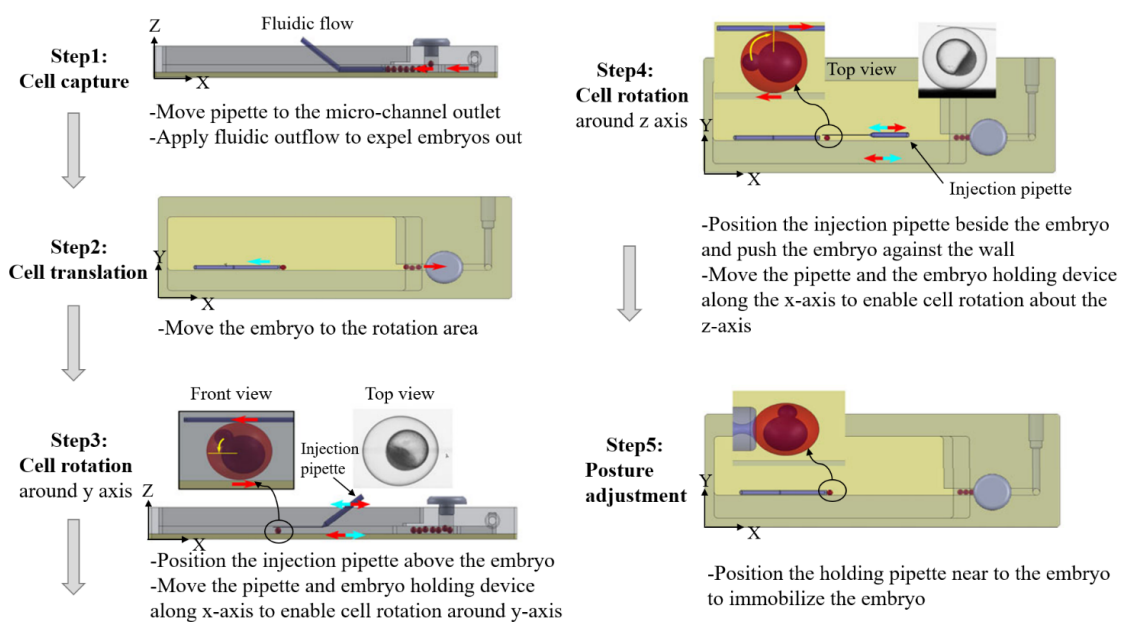 Step1:
Cell capture
Z
Fluidic flow
X
-Move pipette to the micro-channel outlet
-Apply fluidic outflow to expel embryos out
Step2:
Cell translation
Y
X
-Move the embryo to the rotation area
Step3:
Cell rotation
around y axis
Front view
Top view
Injection
pipette
Z
X
-Position the injection pipette above the embryo
-Move the pipette and embryo holding device
along x-axis to enable cell rotation around y-axis
Step4:
Cell rotation
around z axis
Top view
Y
X
Injection pipette
-Position the injection pipette beside the embryo
and push the embryo against the wall
-Move the pipette and the embryo holding device
along the x-axis to enable cell rotation about the
z-axis
Step5:
Posture
adjustment
Y
X
-Position the holding pipette near to the embryo
to immobilize the embryo